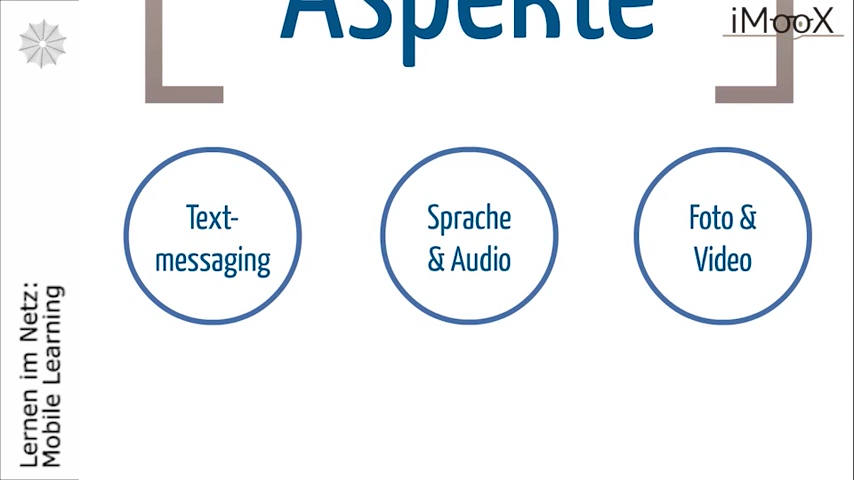 Aspekte
iMooX
Text-
messaging
Sprache
& Audio
Foto &
Video
Lernen im Netz:
Mobile Learning